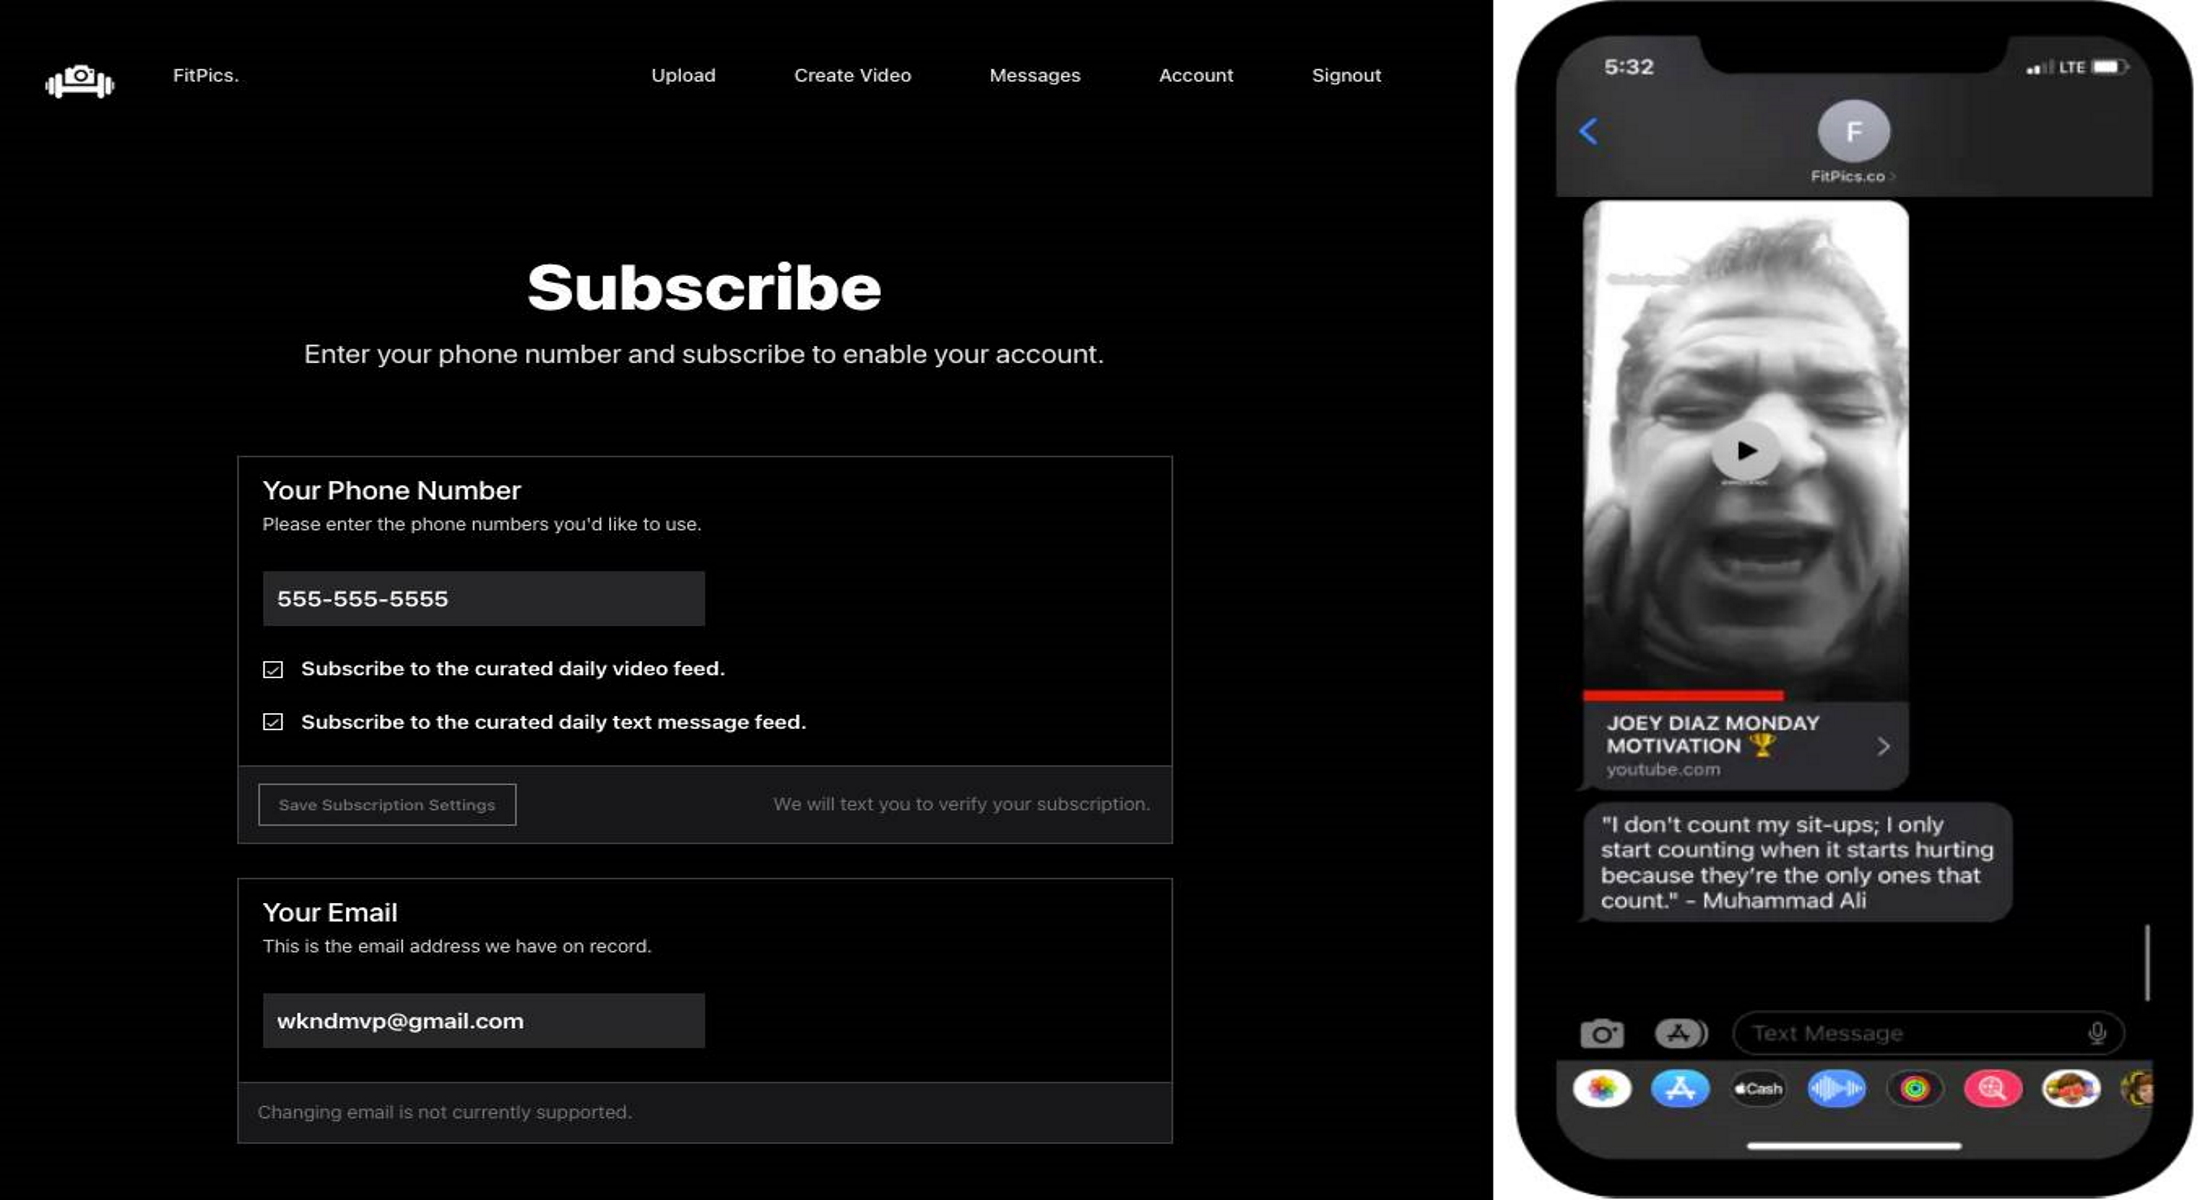 FitPics.
Upload
Create Video
Messages
Account
Signout
Subscribe
Enter your phone number and subscribe to enable your account.
Your Phone Number
Please enter the phone numbers you'd like to use.
555-555-5555
Subscribe to the curated daily video feed.
Subscribe to the curated daily text message feed.
Save Subscription Settings
We will text you to verify your subscription.
Your Email
This is the email address we have on record.
wkndmvp@gmail.com
Changing email is not currently supported.
5:32
LTE
F
FitPics.co
JOEY DIAZ MONDAY
MOTIVATION 🏆
youtube.com
"I don't count my sit-ups; I only
start counting when it starts hurting
because they're the only ones that
count." - Muhammad Ali
Text Message
Cash